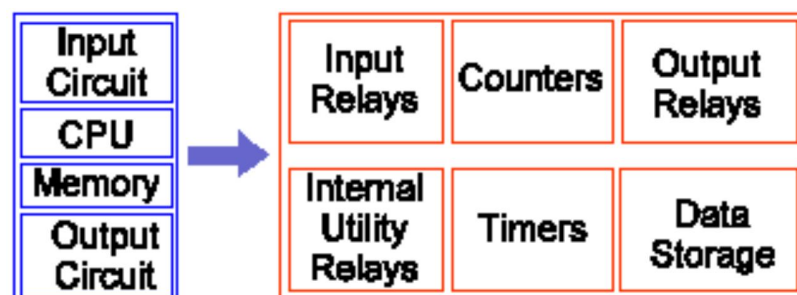 Input
Circuit
CPU
Memory
Output
Circuit
Input
Relays
Counters
Output
Relays
Internal
Utility
Relays
Timers
Data
Storage